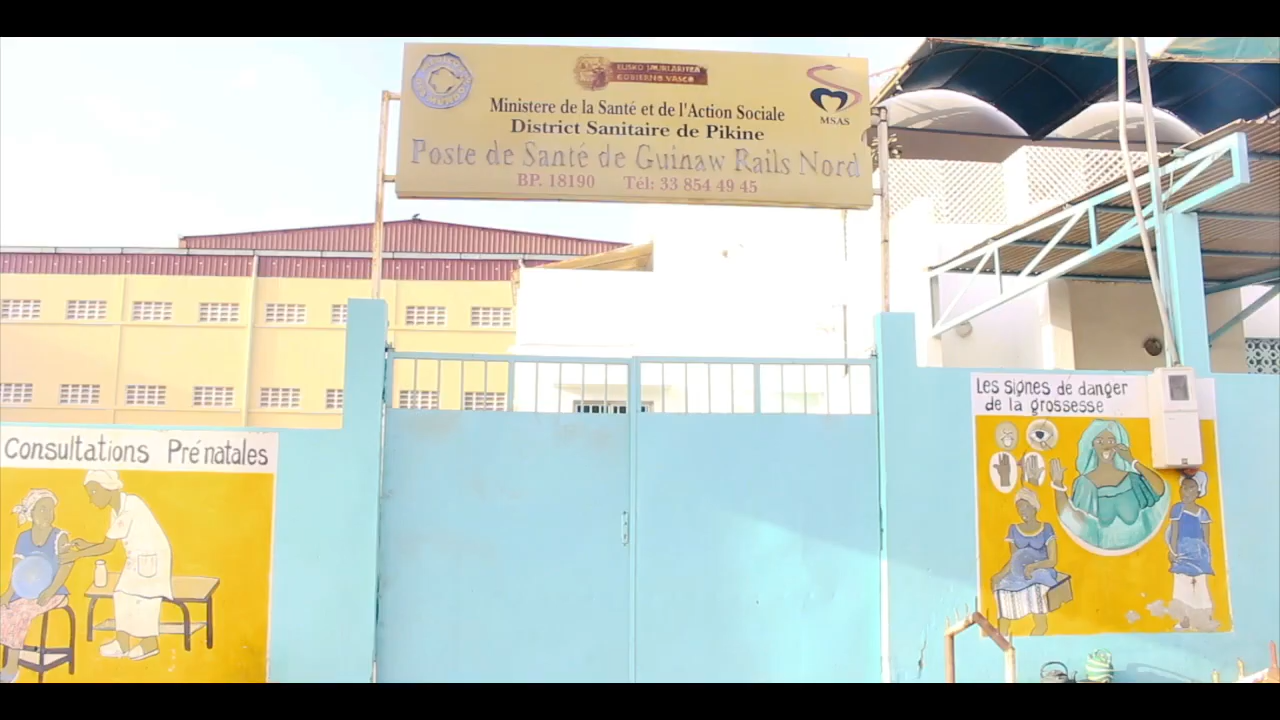 EUSKO JAURLARITZA
GOBIERNO VASCO
Ministere de la Santé et de l'Action Sociale
MSAS
District Sanitaire de Pikine
Poste de Santé de Guinaw Rails Nord
BP. 18190 Tél: 33 854 49 45
Consultations Prénatales
Les signes dé danger
de la grossesse